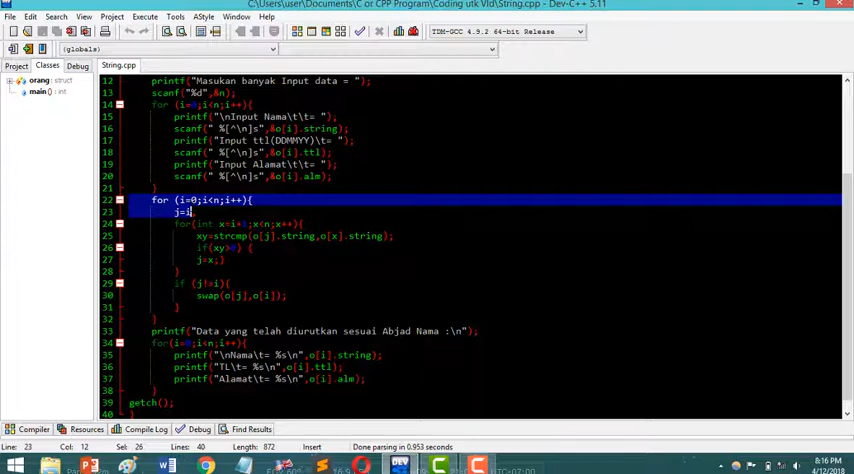 C:\Users\user\Documents\C or CPP Program\Coding utk VId\String.cpp - Dev-C++ 5.11
File Edit Search View Project Execute Tools AStyle Window Help
TDM-GCC 4.9.2 64-bit Release
(globals)
Project Classes Debug String.cpp
orang : struct
main () : int
12 printf("Masukan banyak Input data = ");
13 scanf("%d",&n);
14 for (i=0;i<n;i++){
15 printf("\nInput Nama\t\t= ");
16 scanf(" %[^\n]s",&o[i].string);
17 printf("Input ttl(DDMMYY)\t= ");
18 scanf(" %[^\n]s",&o[i].ttl);
19 printf("Input Alamat\t\t= ");
20 scanf(" %[^\n]s",&o[i].alm);
21 }
22 for (i=0;i<n;i++){
23 j=i;
24 for(int x=i+1;x<n;x++){
25 xy=strcmp(o[j].string,o[x].string);
26 if(xy>0) {
27 j=x;}
28 }
29 if (j!=i){
30 swap(o[j],o[i]);
31 }
32 }
33 printf("Data yang telah diurutkan sesuai Abjad Nama :\n");
34 for(i=0;i<n;i++){
35 printf("\nNama\t= %s\n",o[i].string);
36 printf("TL\t= %s\n",o[i].ttl);
37 printf("Alamat\t= %s\n",o[i].alm);
38 }
39 getch();
40 }
Compiler Resources Compile Log Debug Find Results
Line: 23 Col: 12 Sel: 26 Lines: 40 Length: 872 Insert Done parsing in 0.953 seconds
8:16 PM
4/12/2018